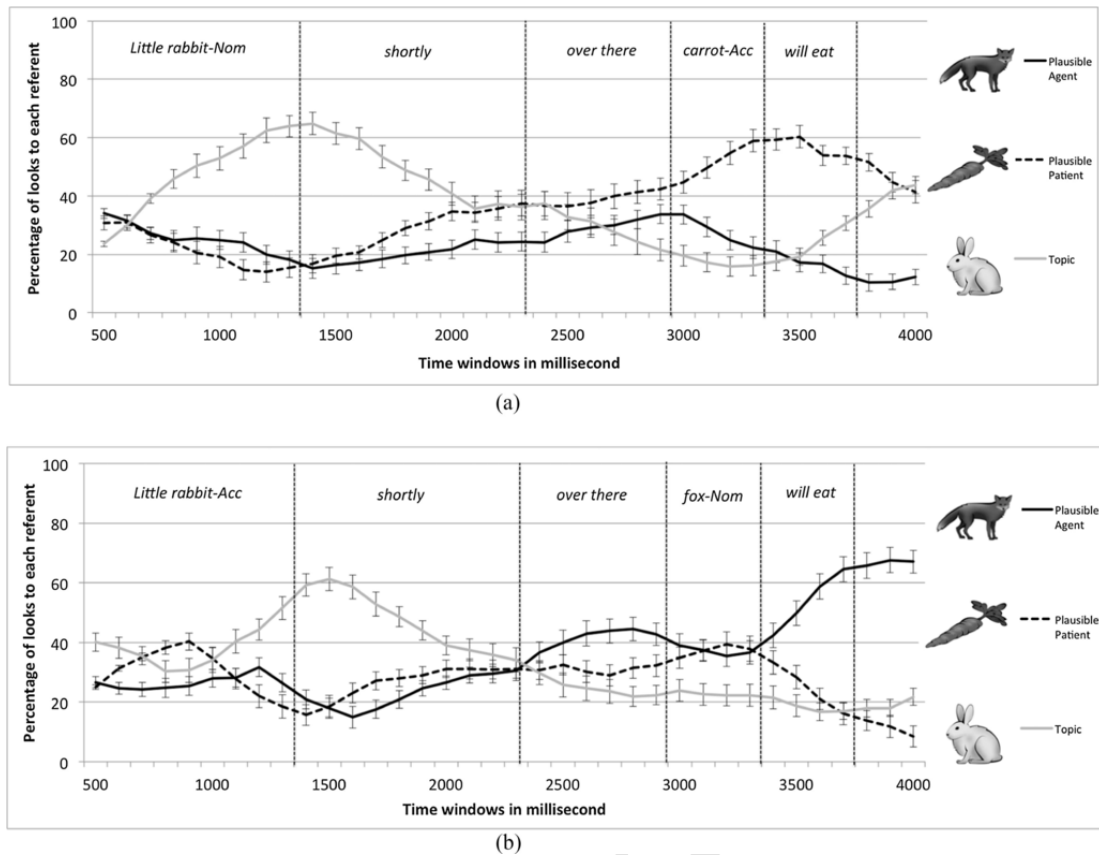 100
80
60
40
20
0
Percentage of looks to each referent
Little rabbit-Nom
shortly
over there
carrot-Acc
will eat
500 1000 1500 2000 2500 3000 3500 4000
Time windows in millisecond
Plausible
Agent
Plausible
Patient
Topic
(a)
100
80
60
40
20
0
Percentage of looks to each referent
Little rabbit-Acc
shortly
over there
fox-Nom
will eat
500 1000 1500 2000 2500 3000 3500 4000
Time windows in millisecond
Plausible
Agent
Plausible
Patient
Topic
(b)